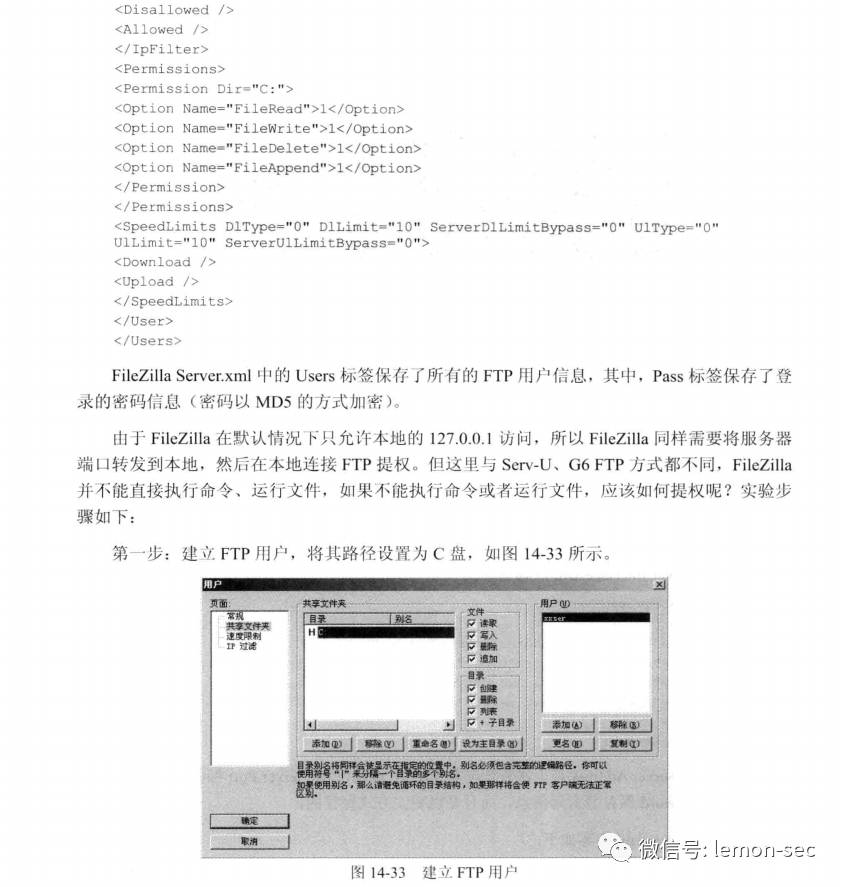 <Disallowed />
<Allowed />
</IpFilter>
<Permissions>
<Permission Dir="C:">
<Option Name="FileRead">1</Option>
<Option Name="FileWrite">1</Option>
<Option Name="FileDelete">1</Option>
<Option Name="FileAppend">1</Option>
</Permission>
</Permissions>
<SpeedLimits DlType="0" DlLimit="10" ServerDlLimitBypass="0" UlType="0"
UlLimit="10" ServerUlLimitBypass="0">
<Download />
<Upload />
</SpeedLimits>
</User>
</Users>
FileZilla Server.xml 中的 Users 标签保存了所有的 FTP 用户信息，其中，Pass 标签保存了登
录的密码信息（密码以 MD5 的方式加密）。
由于 FileZilla 在默认情况下只允许本地的 127.0.0.1 访问，所以 FileZilla 同样需要将服务器
端口转发到本地，然后在本地连接 FTP 提权。但这里与 Serv-U、G6 FTP 方式都不同，FileZilla
并不能直接执行命令、运行文件，如果不能执行命令或者运行文件，应该如何提权呢？实验步
骤如下：
第一步：建立 FTP 用户，将其路径设置为 C 盘，如图 14-33 所示。
用户
页面:
常规
共享文件夹
速度限制
IP 过滤
共享文件夹
目录 别名
H C
文件
读取
写入
删除
追加
目录
创建
删除
列表
+ 子目录
用户(U)
添加(D) 移除(V) 重命名(M) 设为主目录(H)
添加(A) 移除(R)
更名(N) 复制(Y)
目录别名将同样会被显示在指定的位置中。别名必须包含完整的逻辑路径。你可以
使用符号“|”来分隔一个目录的多个别名。
如果使用别名，那么请避免循环的目录结构，如果那样将会使 FTP 客户端无法正常
区别。
确定
取消
微信号: lemon-sec
图 14-33 建立 FTP 用户